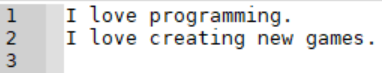 1 I love programming.
2 I love creating new games.
3